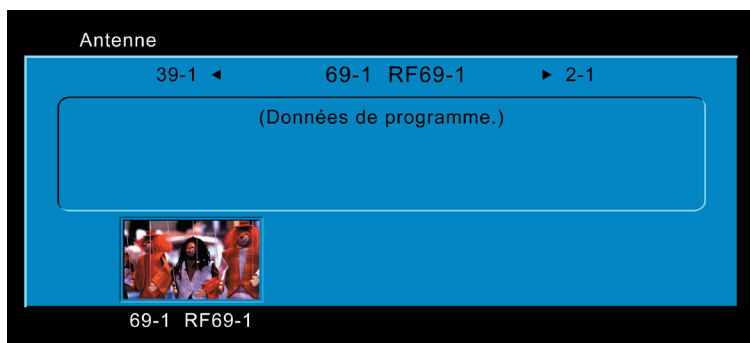 Antenne
39-1 ◄ 69-1 RF69-1 ► 2-1
(Données de programme.)
69-1 RF69-1